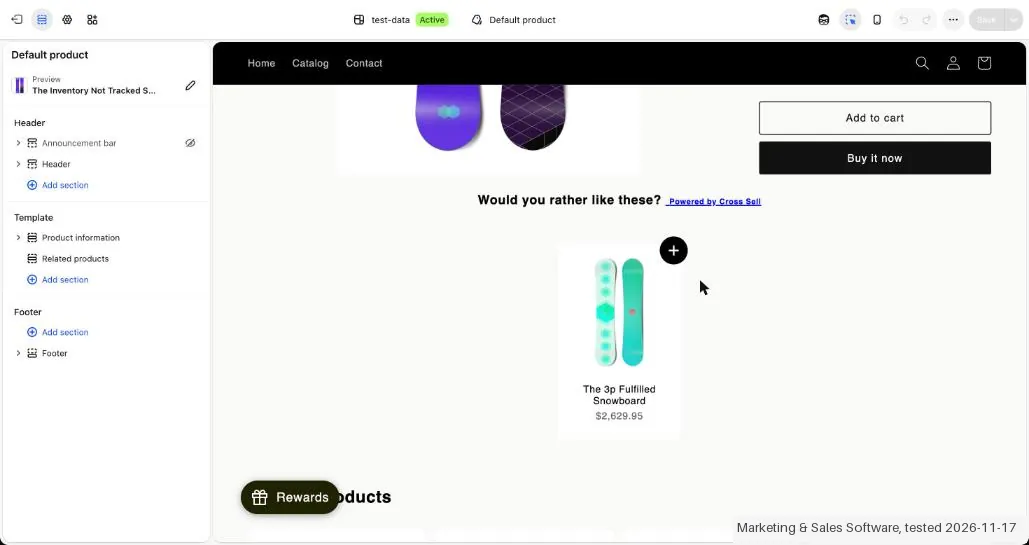 test-data
Active
Default product
Save
Default product
Preview
The Inventory Not Tracked S...
Header
Announcement bar
Header
Add section
Template
Product information
Related products
Add section
Footer
Add section
Footer
Home
Catalog
Contact
Add to cart
Buy it now
Would you rather like these? Powered by Cross Sell
The 3p Fulfilled
Snowboard
$2,629.95
Rewards
oducts
Marketing & Sales Software, tested 2026-11-17